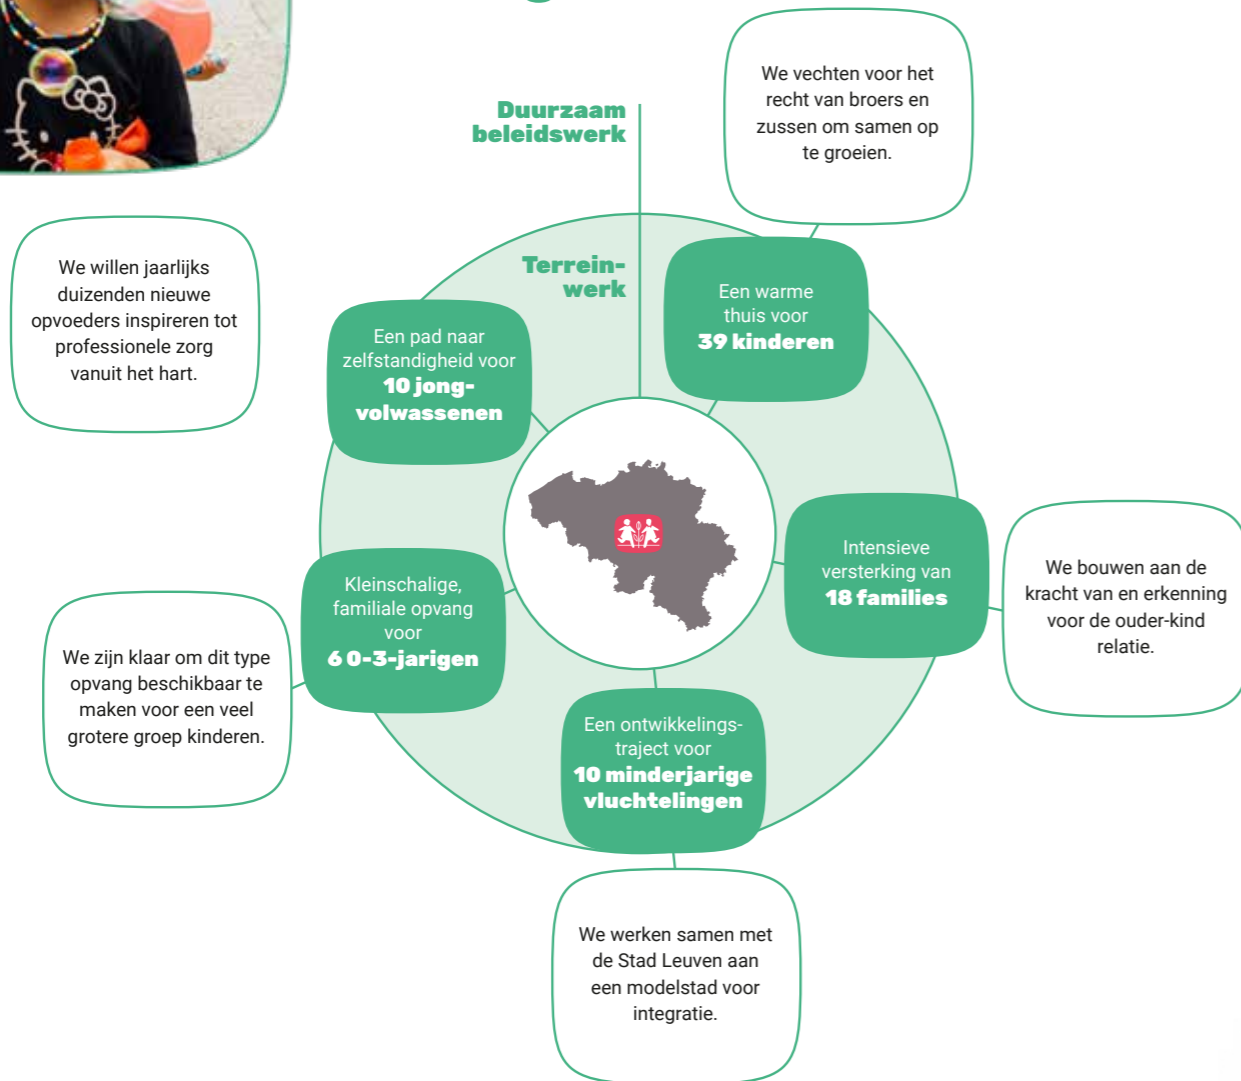 We vechten voor het
recht van broers en
zussen om samen op
te groeien.
Duurzaam
beleidswerk
Terrein-
werk
Een warme
thuis voor
39 kinderen
We willen jaarlijks
duizenden nieuwe
opvoeders inspireren tot
professionele zorg
vanuit het hart.
Een pad naar
zelfstandigheid voor
10 jong-
volwassenen
Intensieve
versterking van
18 families
We bouwen aan de
kracht van en erkenning
voor de ouder-kind
relatie.
Kleinschalige,
familiale opvang
voor
6 0-3-jarigen
We zijn klaar om dit type
opvang beschikbaar te
maken voor een veel
grotere groep kinderen.
Een ontwikkelings-
traject voor
10 minderjarige
vluchtelingen
We werken samen met
de Stad Leuven aan
een modelstad voor
integratie.